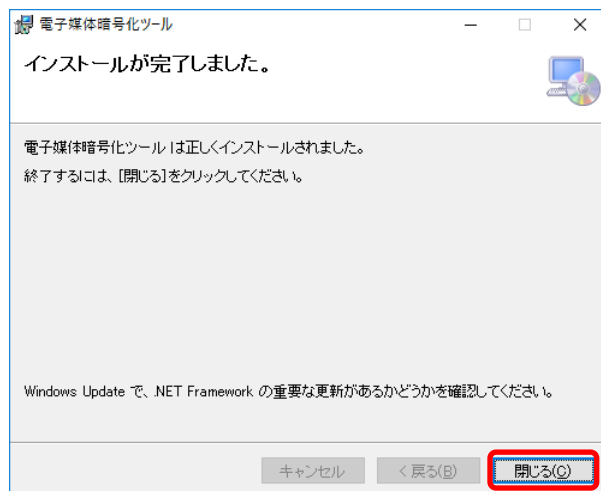 電子媒体暗号化ツール
インストールが完了しました。
電子媒体暗号化ツール は正しくインストールされました。
終了するには、[閉じる]をクリックしてください。
Windows Update で、.NET Framework の重要な更新があるかどうかを確認してください。
キャンセル
< 戻る(B)
閉じる(C)